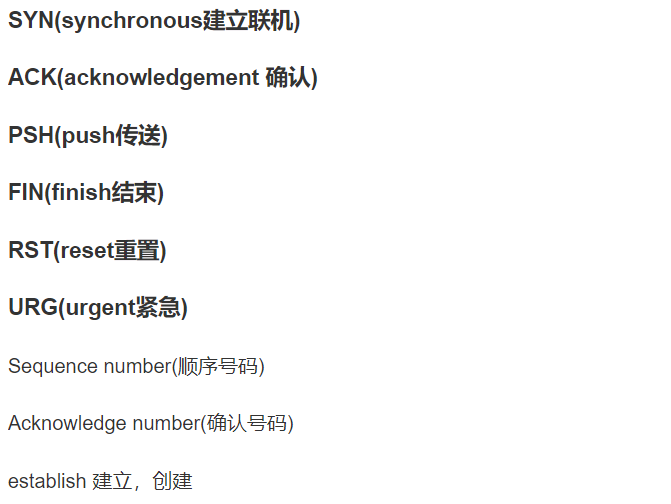 SYN(synchronous建立联机)
ACK(acknowledgement 确认)
PSH(push传送)
FIN(finish结束)
RST(reset重置)
URG(urgent紧急)
Sequence number(顺序号码)
Acknowledge number(确认号码)
establish 建立，创建